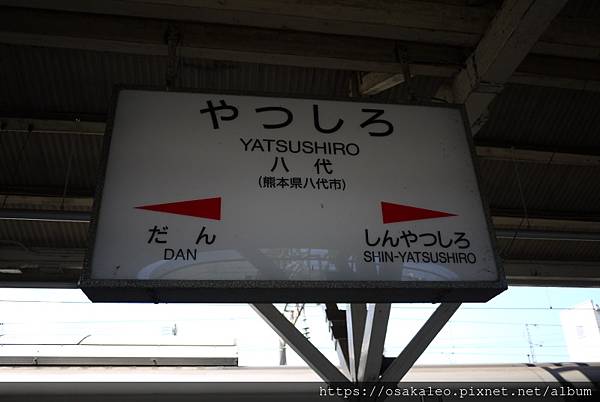 やつしろ
YATSUSHIRO
八代
(熊本県八代市)
だん
DAN
しんやつしろ
SHIN-YATSUSHIRO
https://osakaleo.pixnet.net/album